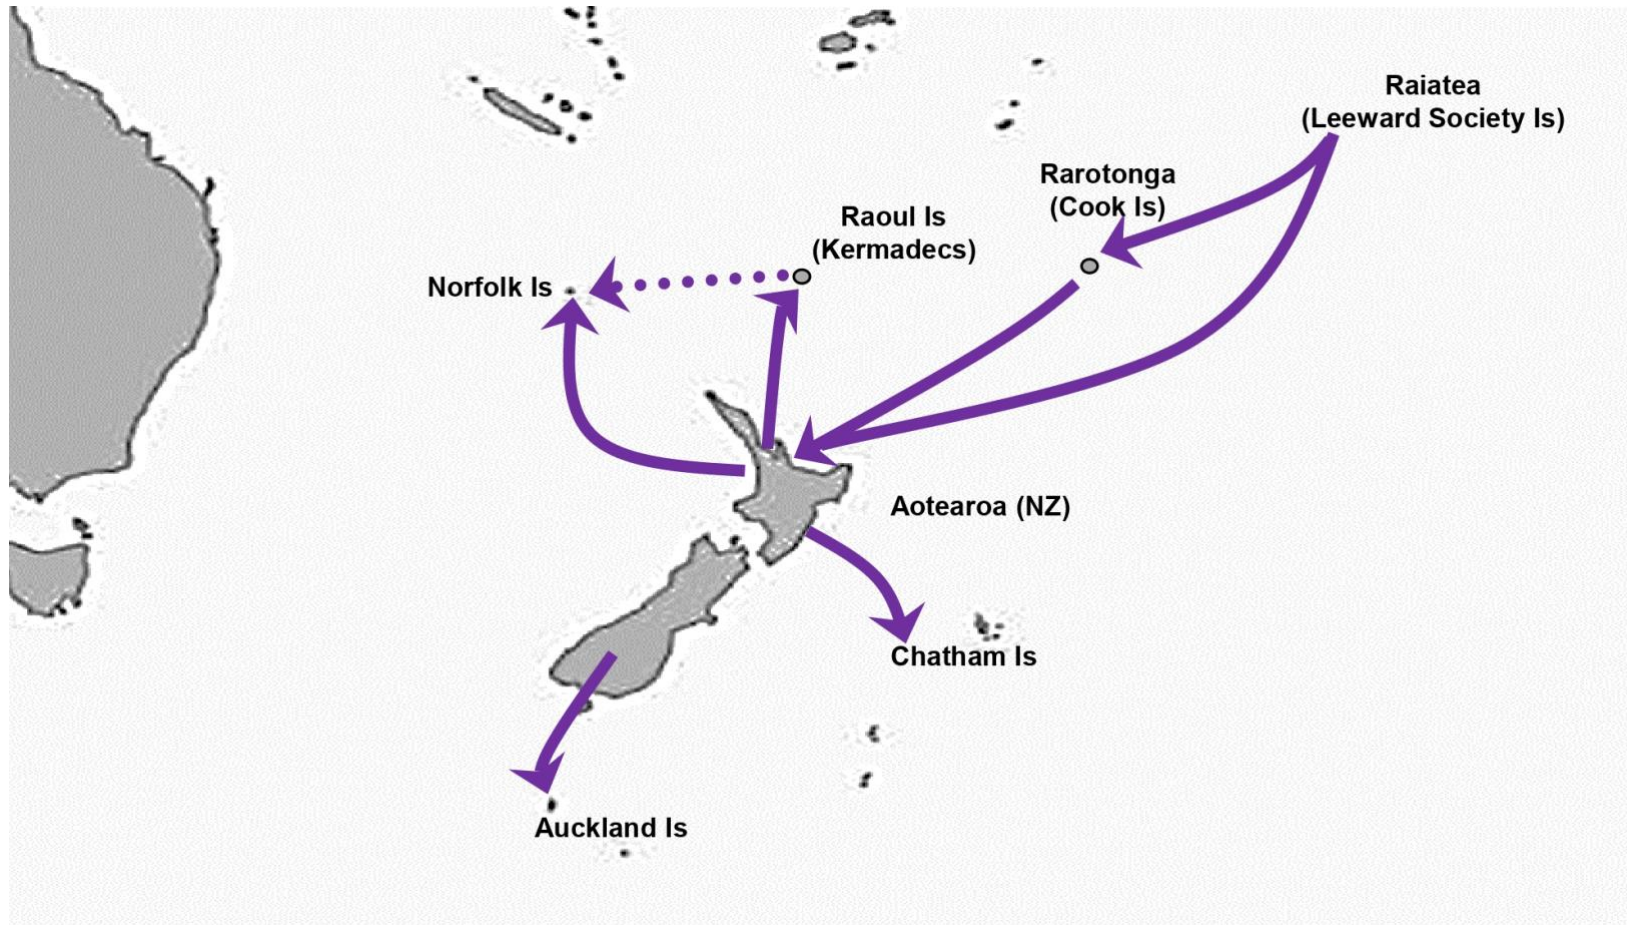 Raiatea
(Leeward Society Is)
Rarotonga
(Cook Is)
Raoul Is
(Kermadecs)
Norfolk Is
Aotearoa (NZ)
Chatham Is
Auckland Is